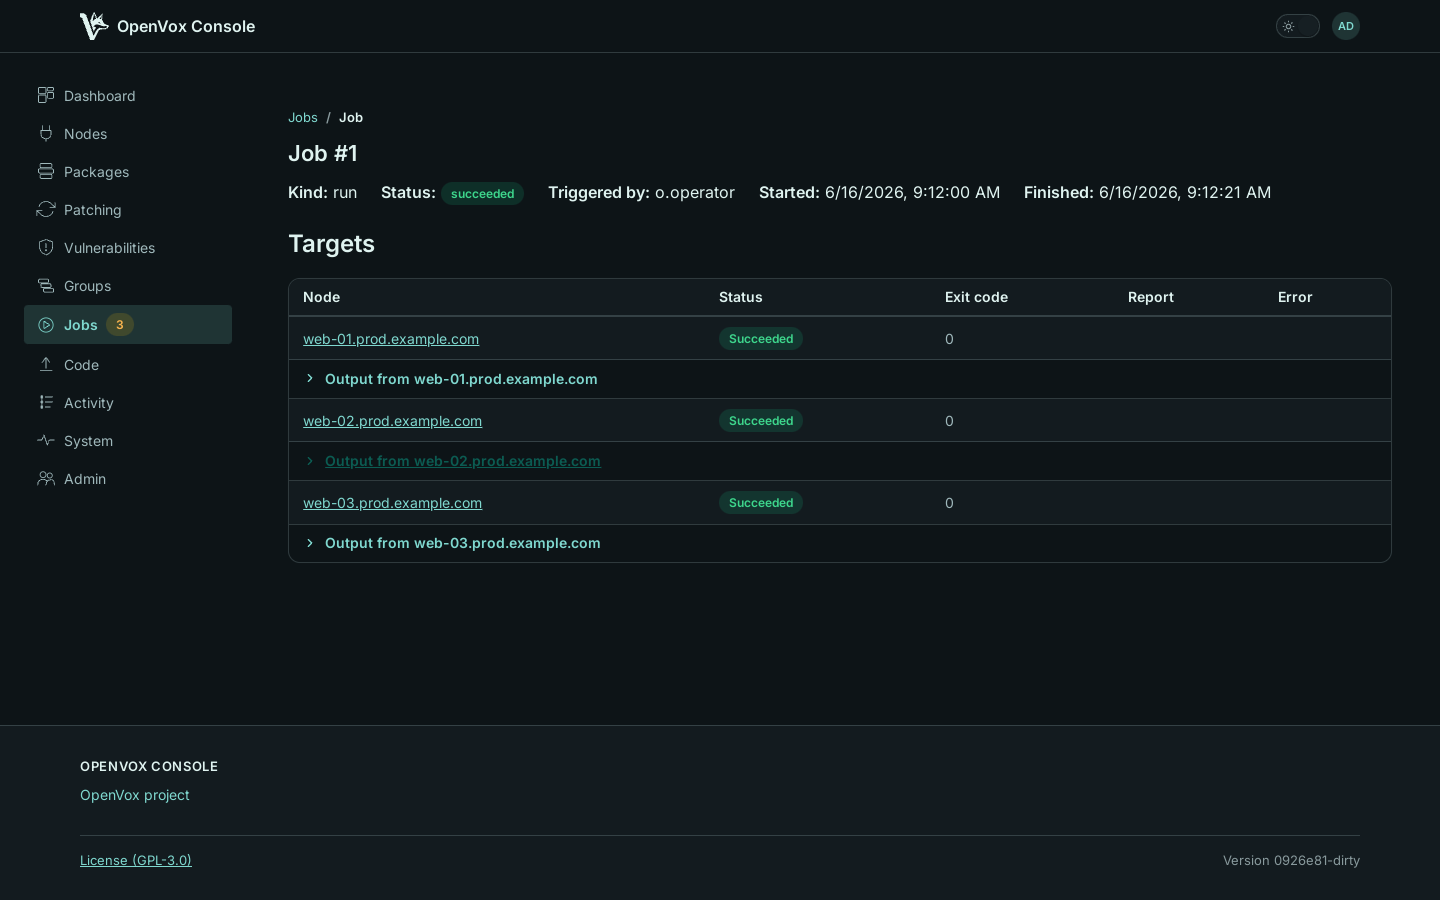 OpenVox Console
AD
Dashboard
Nodes
Packages
Patching
Vulnerabilities
Groups
Jobs 3
Code
Activity
System
Admin
Jobs / Job
Job #1
Kind: run Status: succeeded Triggered by: o.operator Started: 6/16/2026, 9:12:00 AM Finished: 6/16/2026, 9:12:21 AM
Targets
Node Status Exit code Report Error
web-01.prod.example.com Succeeded 0
Output from web-01.prod.example.com
web-02.prod.example.com Succeeded 0
Output from web-02.prod.example.com
web-03.prod.example.com Succeeded 0
Output from web-03.prod.example.com
OPENVOX CONSOLE
OpenVox project
License (GPL-3.0)
Version 0926e81-dirty